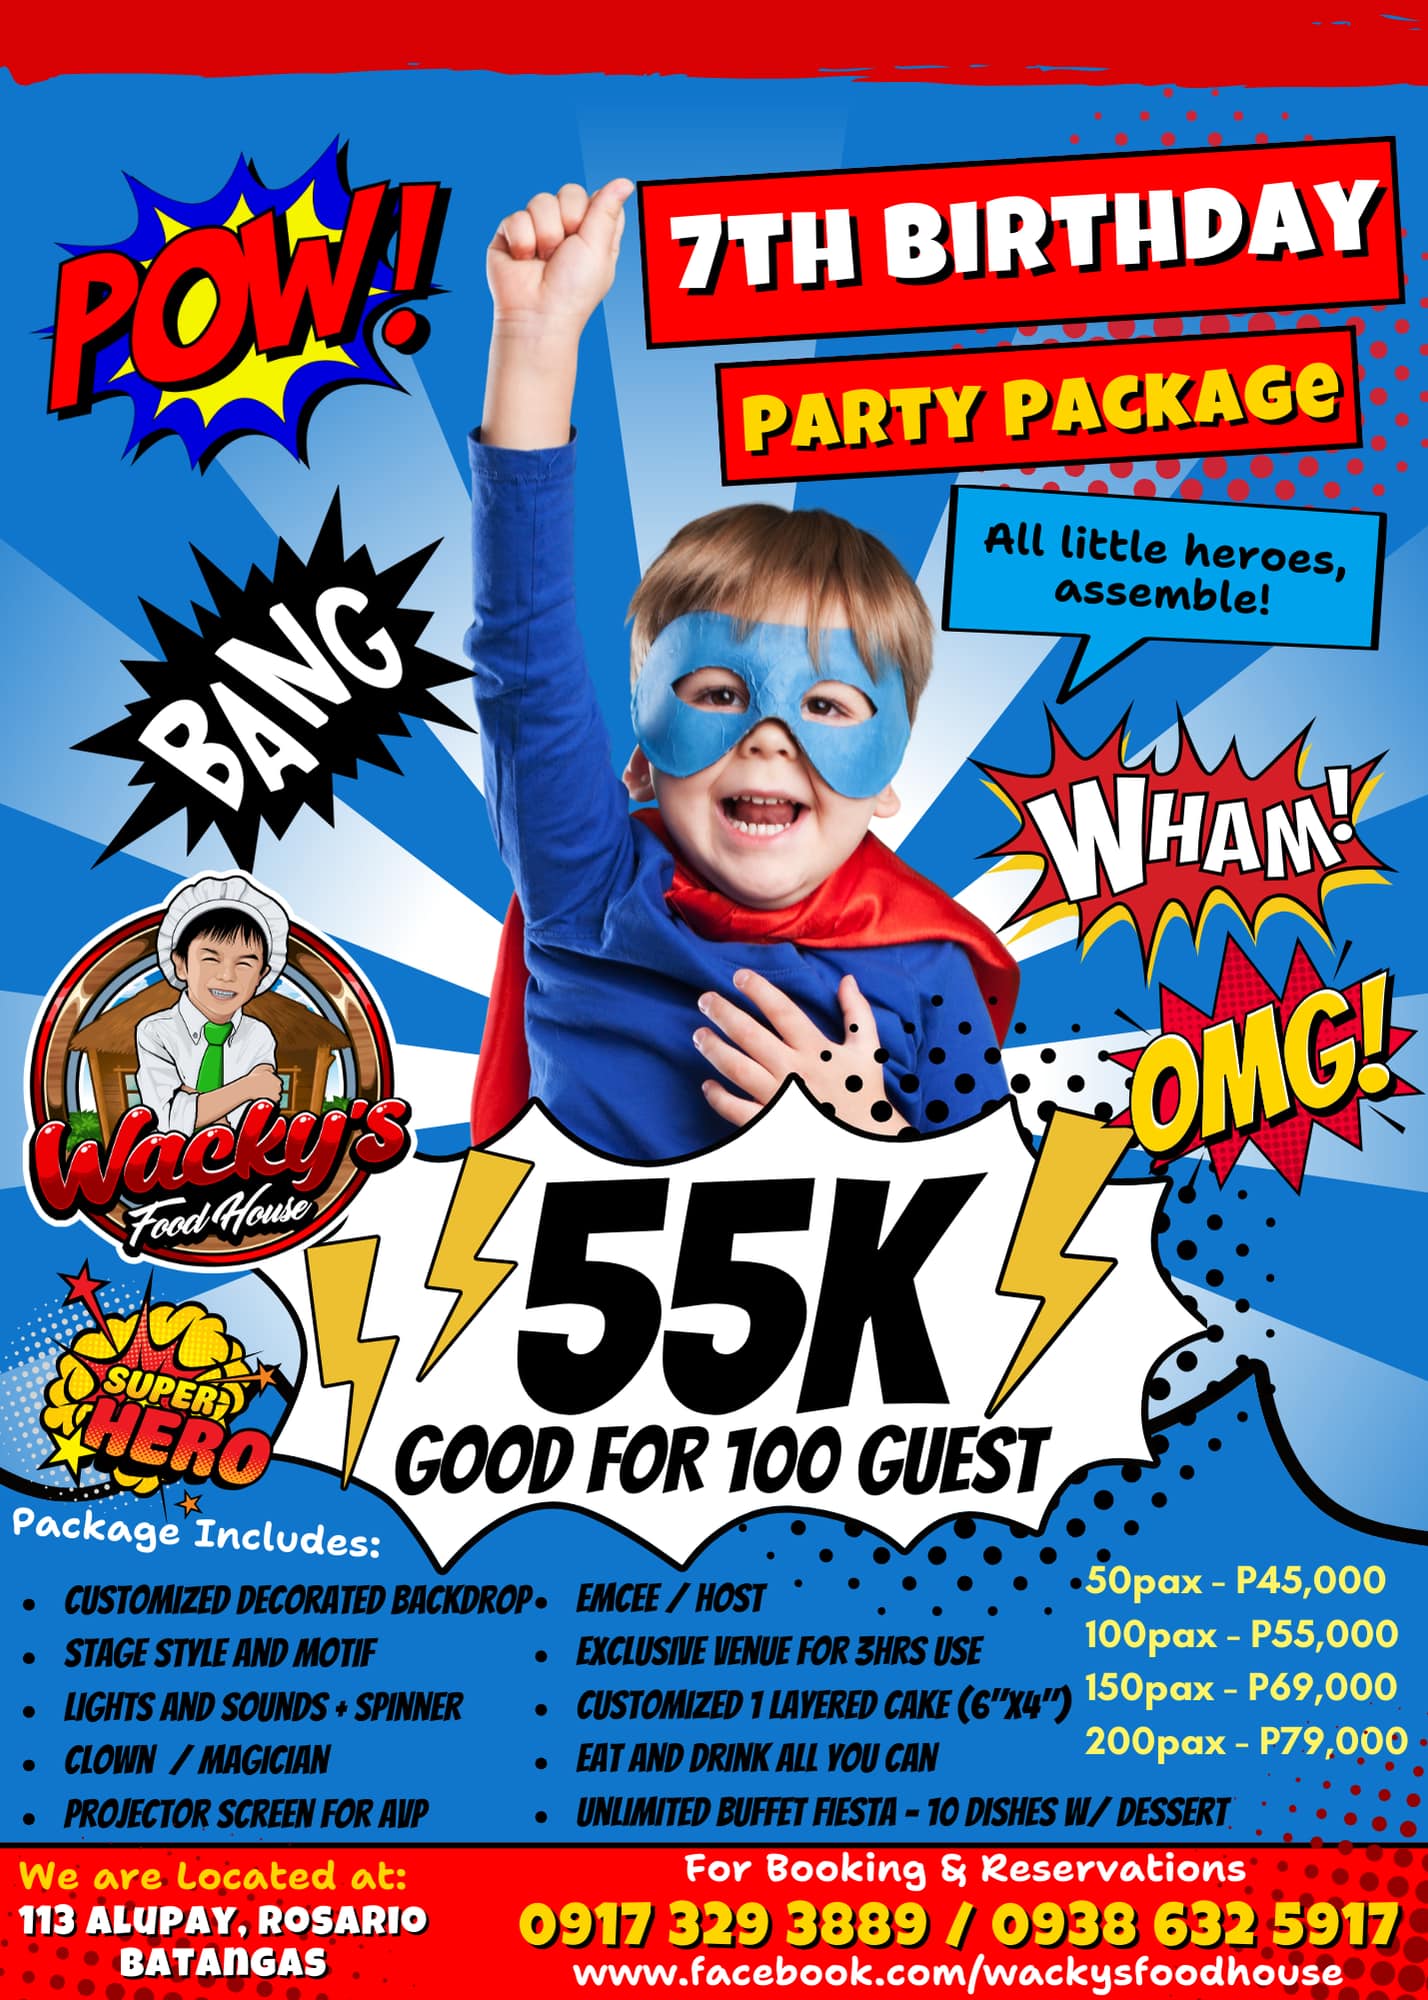 POW!
7TH BIRTHDAY
PARTY PACKAGE
All little heroes,
assemble!
BANG
WHAM!
OMG!
Wacky's
Food House
55K
GOOD FOR 100 GUEST
SUPER
HERO
Package Includes:
• CUSTOMIZED DECORATED BACKDROP
• STAGE STYLE AND MOTIF
• LIGHTS AND SOUNDS + SPINNER
• CLOWN / MAGICIAN
• PROJECTOR SCREEN FOR AVP
• EMCEE / HOST
• EXCLUSIVE VENUE FOR 3HRS USE
• CUSTOMIZED 1 LAYERED CAKE (6"X4")
• EAT AND DRINK ALL YOU CAN
• UNLIMITED BUFFET FIESTA - 10 DISHES W/ DESSERT
50pax - P45,000
100pax - P55,000
150pax - P69,000
200pax - P79,000
We are Located at:
113 ALUPAY, ROSARIO
BATANGAS
For Booking & Reservations
0917 329 3889 / 0938 632 5917
www.facebook.com/wackysfoodhouse